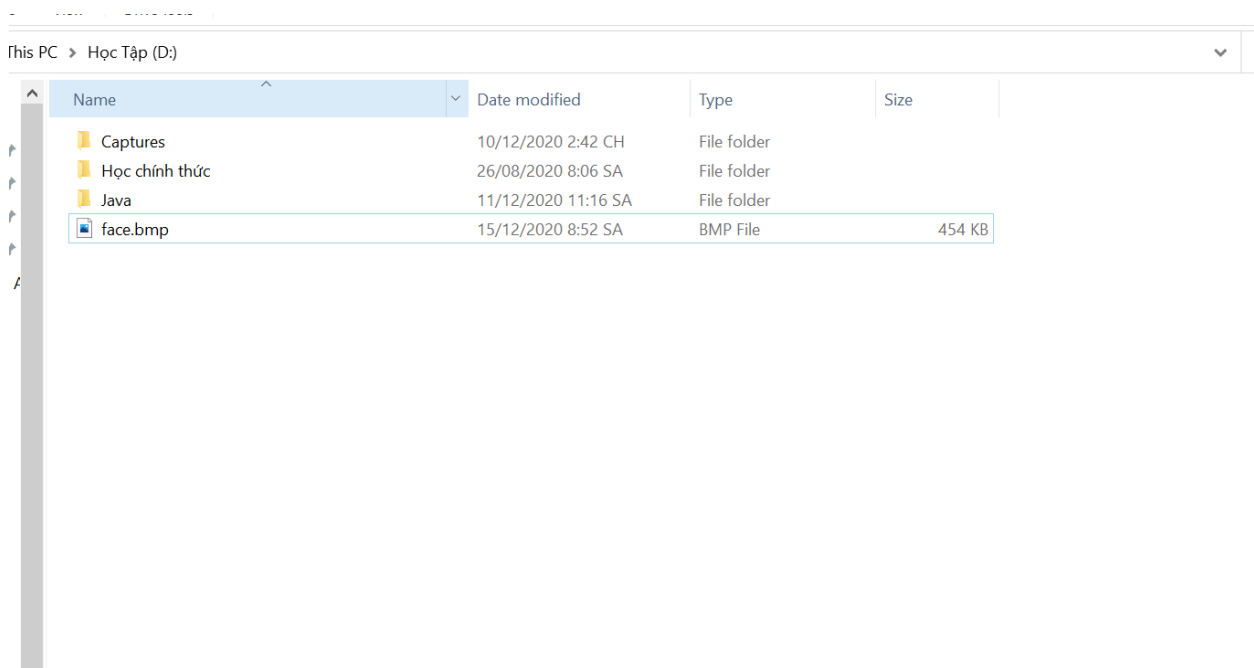 This PC > Học Tập (D:)
Name Date modified Type Size
Captures 10/12/2020 2:42 CH File folder
Học chính thức 26/08/2020 8:06 SA File folder
Java 11/12/2020 11:16 SA File folder
face.bmp 15/12/2020 8:52 SA BMP File 454 KB
A